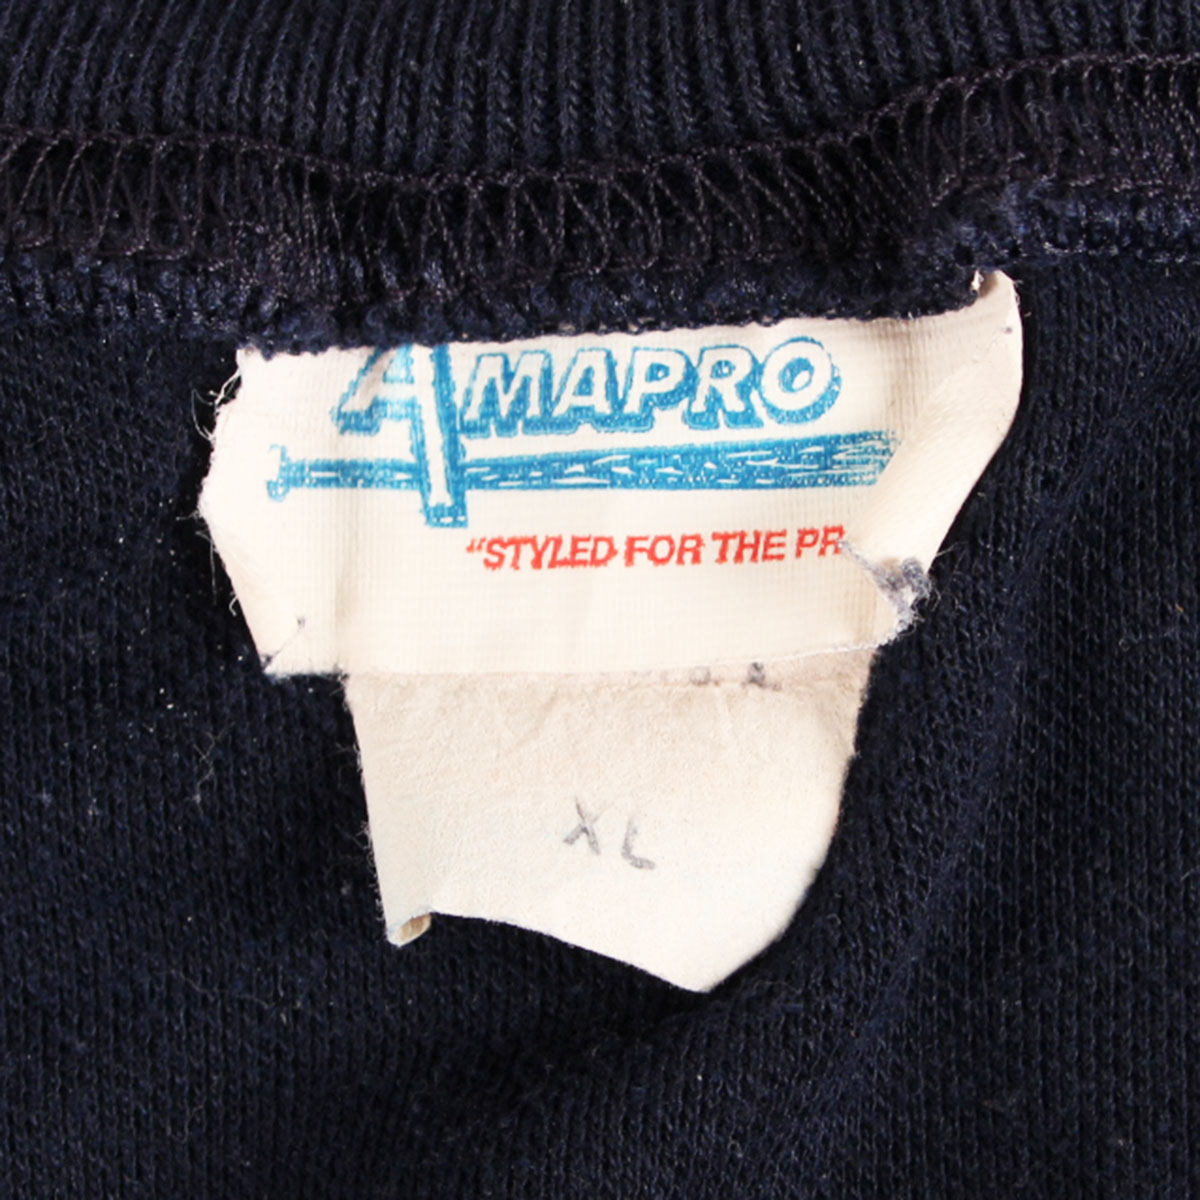 AMAPRO
"STYLED FOR THE PR
XL